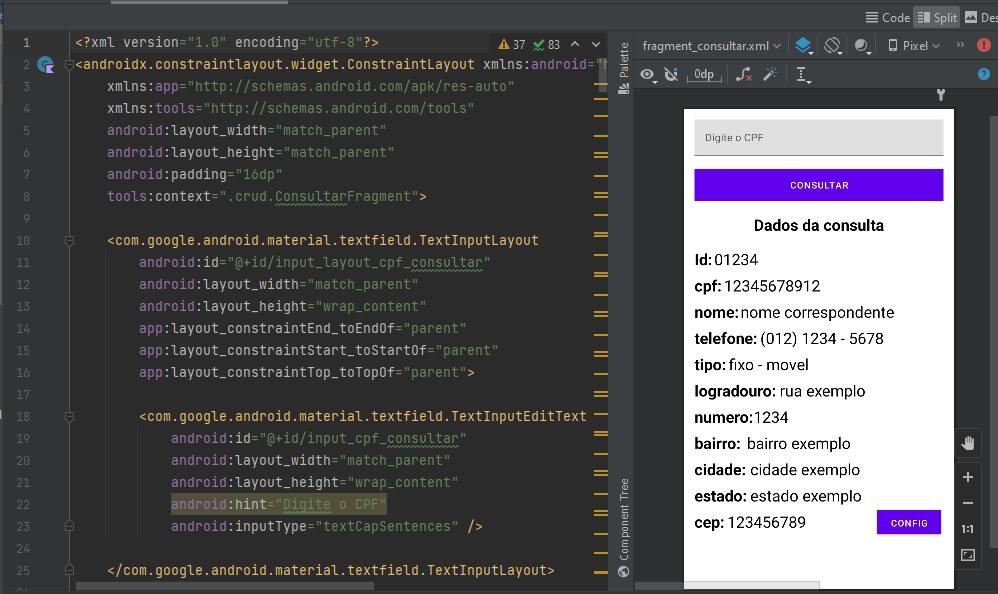 Code Split Des
1 <?xml version="1.0" encoding="utf-8"?> 37 83
2 <androidx.constraintlayout.widget.ConstraintLayout xmlns:android="h
3 xmlns:app="http://schemas.android.com/apk/res-auto"
4 xmlns:tools="http://schemas.android.com/tools"
5 android:layout_width="match_parent"
6 android:layout_height="match_parent"
7 android:padding="16dp"
8 tools:context=".crud.ConsultarFragment">
9
10 <com.google.android.material.textfield.TextInputLayout
11 android:id="@+id/input_layout_cpf_consultar"
12 android:layout_width="match_parent"
13 android:layout_height="wrap_content"
14 app:layout_constraintEnd_toEndOf="parent"
15 app:layout_constraintStart_toStartOf="parent"
16 app:layout_constraintTop_toTopOf="parent">
17
18 <com.google.android.material.textfield.TextInputEditText
19 android:id="@+id/input_cpf_consultar"
20 android:layout_width="match_parent"
21 android:layout_height="wrap_content"
22 android:hint="Digite o CPF"
23 android:inputType="textCapSentences" />
24
25 </com.google.android.material.textfield.TextInputLayout>
Palette
Component Tree
fragment_consultar.xml Pixel
0dp
Digite o CPF
CONSULTAR
Dados da consulta
Id: 01234
cpf: 12345678912
nome: nome correspondente
telefone: (012) 1234 - 5678
tipo: fixo - movel
logradouro: rua exemplo
numero: 1234
bairro: bairro exemplo
cidade: cidade exemplo
estado: estado exemplo
cep: 123456789
CONFIG
1:1